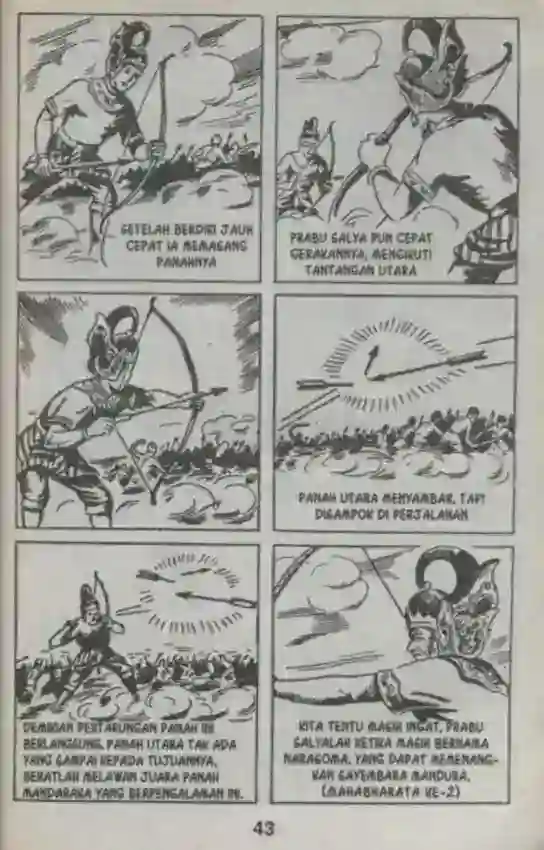 SETELAH BERDIRI JAUH
CEPAT IA MEMASANG
PANAHNYA
PRABU SALYA PUN CEPAT
GERAKANNYA, MENGIKUTI
TANTANGAN UTARA
PANAH UTARA MENYAMBAR, TAPI
DISAMPOK DI PERJALANAN
DEMIKIAN PERTARUNGAN PANAH INI
BERLANGSUNG, PANAH UTARA TAK ADA
YANG SAMPAI KEPADA TUJUANNYA,
BERATLAH MELAWAN JUARA PANAH
MANDARAKA YANG BERPENGALAMAN INI.
KITA TENTU MASIH INGAT, PRABU
SALYALAH KETIKA MASIH BERNAMA
NARASOMA, YANG DAPAT MEMENANG-
KAN SAYEMBARA MANDURA.
(MAHABHARATA KE-2)
43